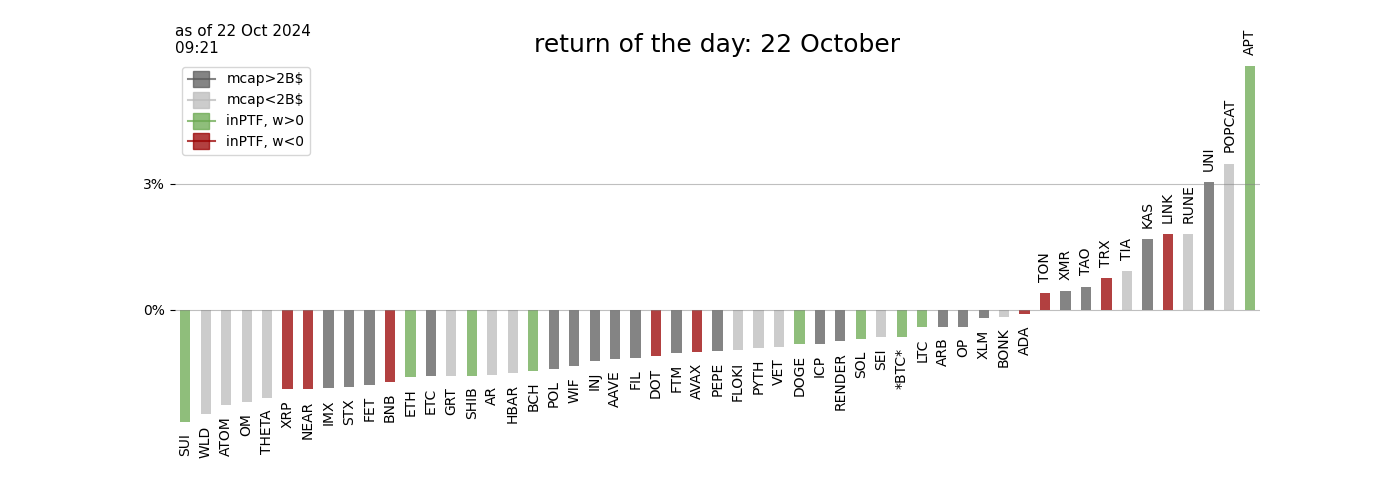 as of 22 Oct 2024
09:21
return of the day: 22 October
mcap>2B$
mcap<2B$
inPTF, w>0
inPTF, w<0
3%
0%
SUI
WLD
ATOM
OM
THETA
XRP
NEAR
IMX
STX
FET
BNB
ETH
ETC
GRT
SHIB
AR
HBAR
BCH
POL
WIF
INJ
AAVE
FIL
DOT
FTM
AVAX
PEPE
FLOKI
PYTH
VET
DOGE
ICP
RENDER
SOL
SEI
*BTC*
LTC
ARB
OP
XLM
BONK
ADA
TON
XMR
TAO
TRX
TIA
KAS
LINK
RUNE
UNI
POPCAT
APT